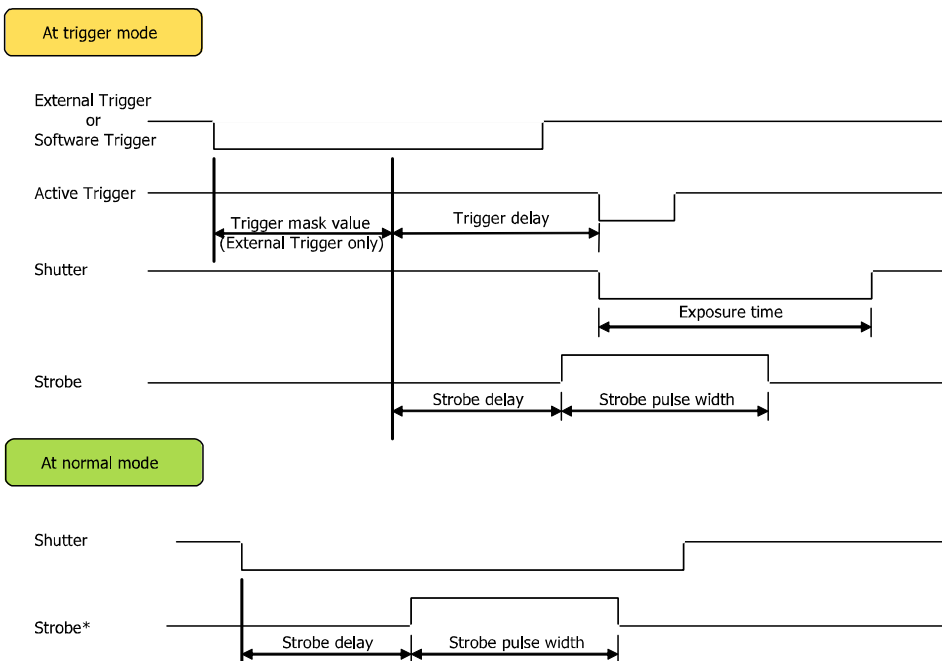 At trigger mode
External Trigger
or
Software Trigger
Active Trigger
Trigger mask value
(External Trigger only)
Trigger delay
Shutter
Exposure time
Strobe
Strobe delay
Strobe pulse width
At normal mode
Shutter
Strobe*
Strobe delay
Strobe pulse width